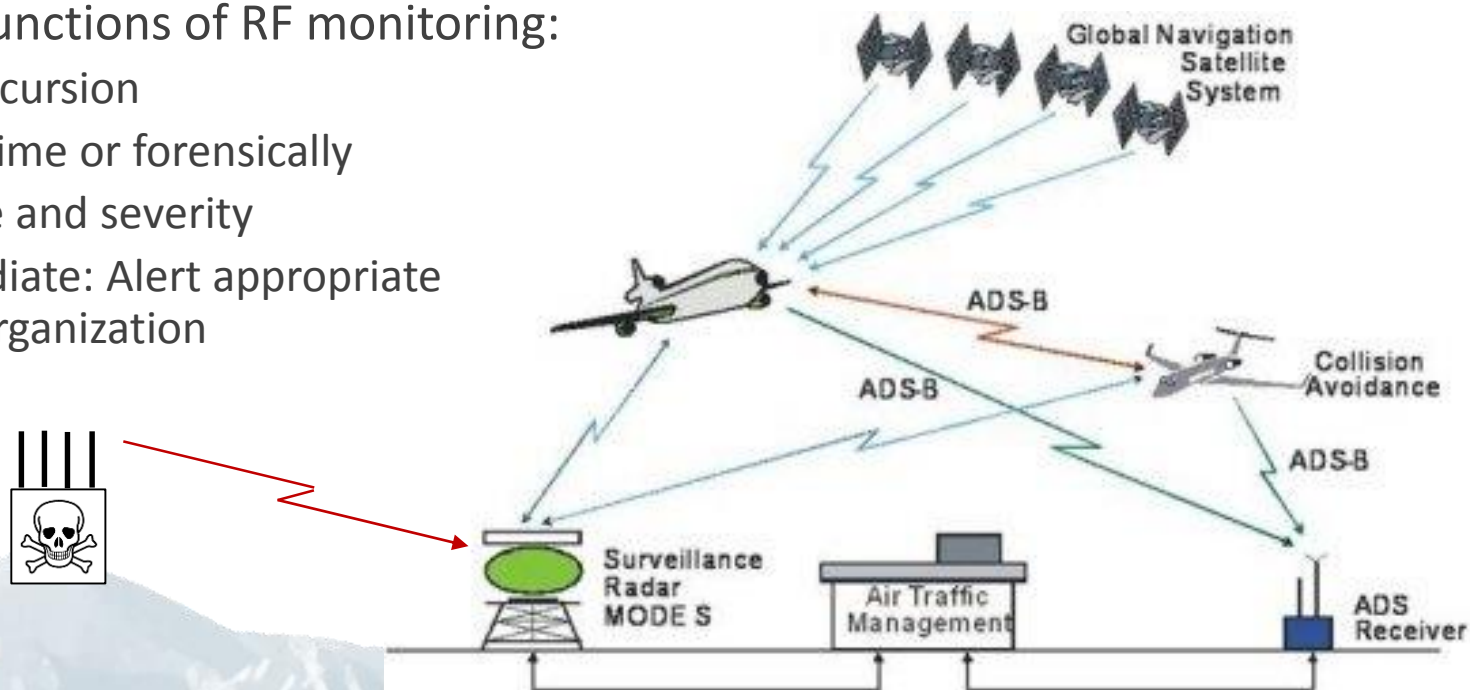 unctions of RF monitoring:
cursion
ime or forensically
e and severity
diate: Alert appropriate
rganization
Global Navigation
Satellite
System
ADS-B
Collision
Avoidance
ADS-B
ADS-B
Surveillance
Radar
MODE S
Air Traffic
Management
ADS
Receiver